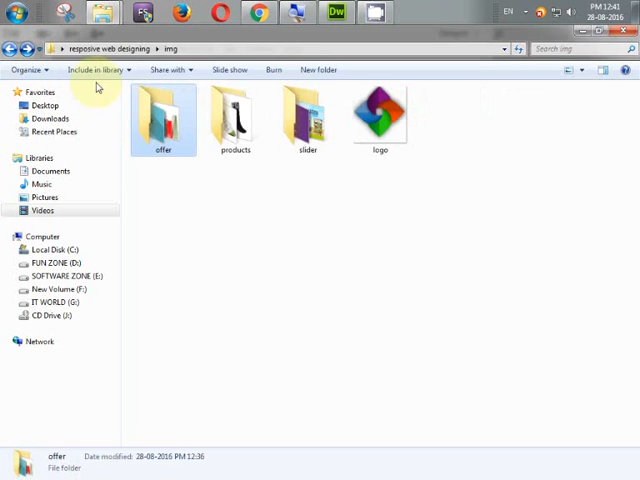 Fs
Dw
EN
PM 12:41
28-08-2016
resposive web designing
img
Search img
Organize
Include in library
Share with
Slide show
Burn
New folder
Favorites
Desktop
Downloads
Recent Places
Libraries
Documents
Music
Pictures
Videos
Computer
Local Disk (C:)
FUN ZONE (D:)
SOFTWARE ZONE (E:)
New Volume (F:)
IT WORLD (G:)
CD Drive (J:)
Network
offer
products
slider
logo
offer
Date modified: 28-08-2016 PM 12:36
File folder